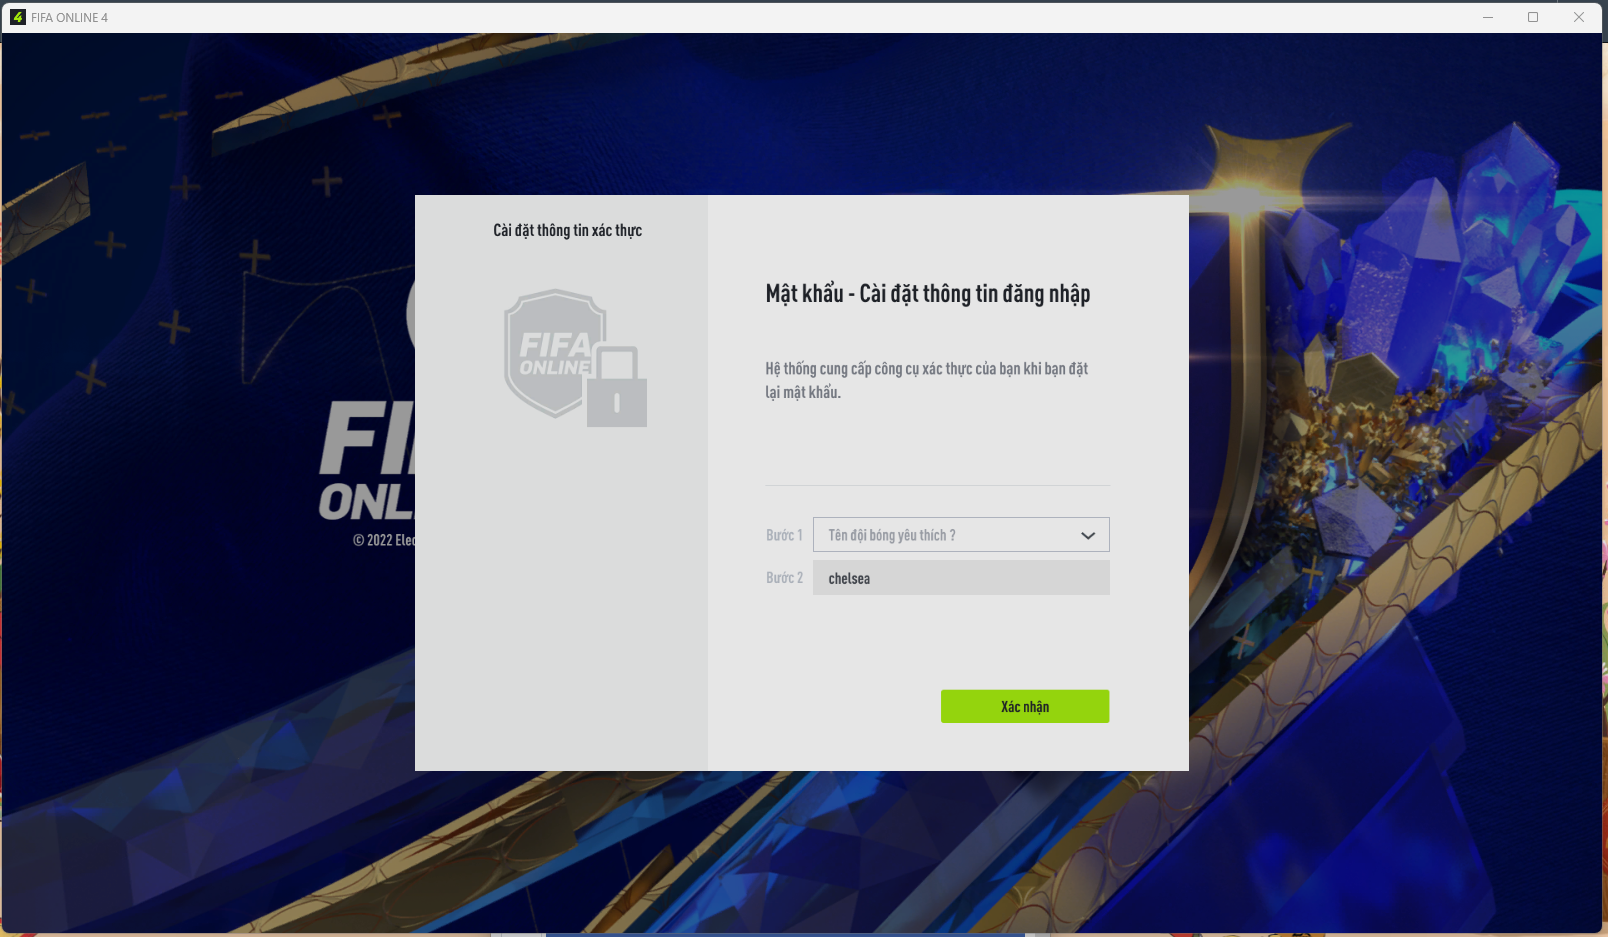 FIFA ONLINE 4
Cài đặt thông tin xác thực
FIFA
ONLINE
Mật khẩu - Cài đặt thông tin đăng nhập
Hệ thống cung cấp công cụ xác thực của bạn khi bạn đặt
lại mật khẩu.
Bước 1 Tên đội bóng yêu thích ?
Bước 2 chelsea
Xác nhận
FI
ONL
© 2022 Elec